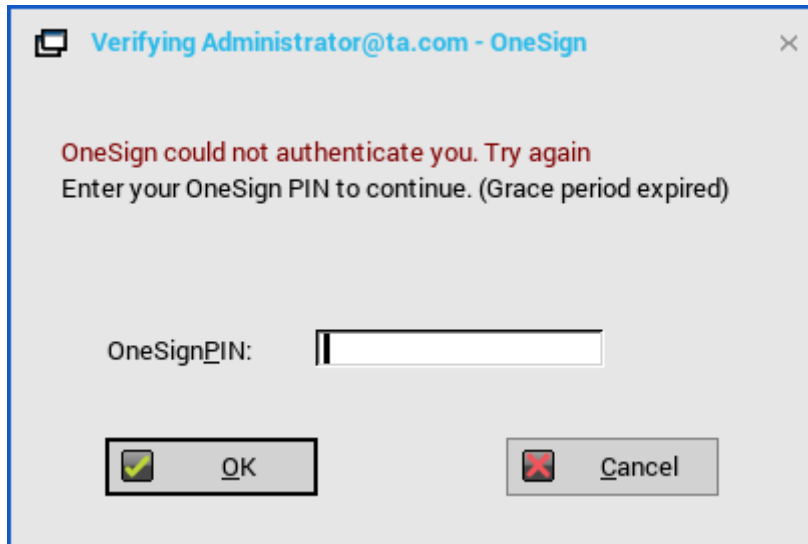 Verifying Administrator@ta.com - OneSign
OneSign could not authenticate you. Try again
Enter your OneSign PIN to continue. (Grace period expired)
OneSignPIN:
OK
Cancel